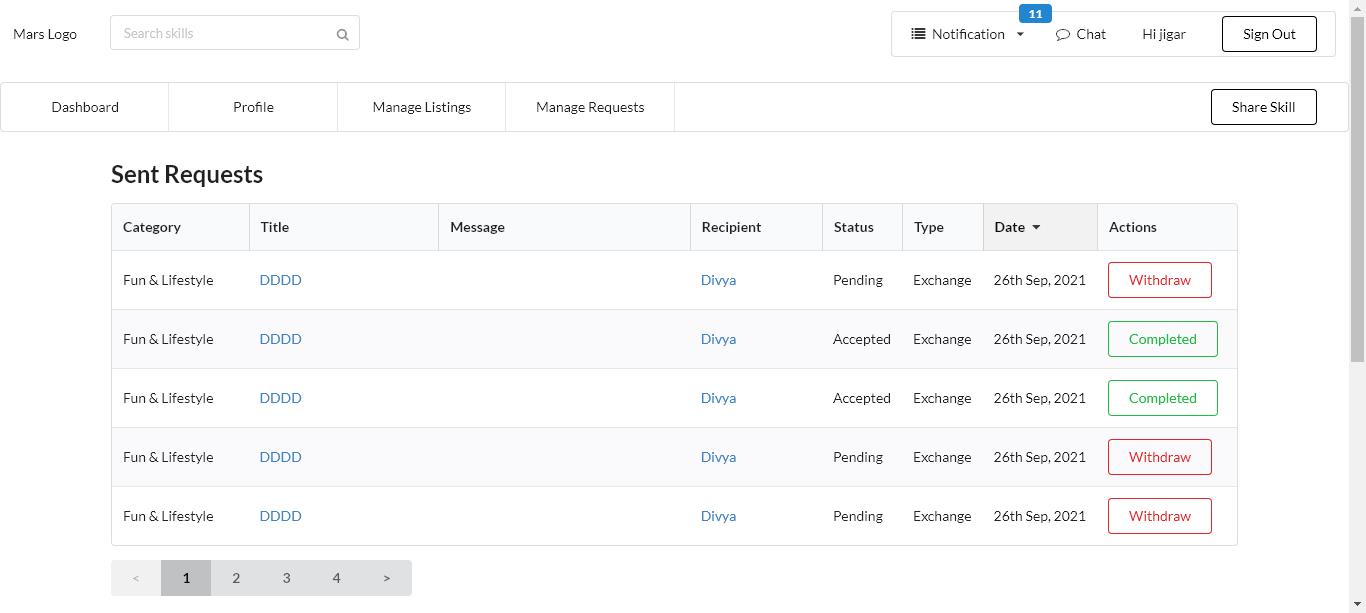 11
Mars Logo Search skills Notification Chat Hi jigar Sign Out
Dashboard Profile Manage Listings Manage Requests Share Skill
Sent Requests
Category Title Message Recipient Status Type Date Actions
Fun & Lifestyle DDDD Divya Pending Exchange 26th Sep, 2021 Withdraw
Fun & Lifestyle DDDD Divya Accepted Exchange 26th Sep, 2021 Completed
Fun & Lifestyle DDDD Divya Accepted Exchange 26th Sep, 2021 Completed
Fun & Lifestyle DDDD Divya Pending Exchange 26th Sep, 2021 Withdraw
Fun & Lifestyle DDDD Divya Pending Exchange 26th Sep, 2021 Withdraw
< 1 2 3 4 >